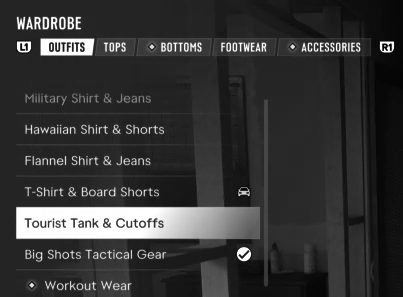 WARDROBE
L1 OUTFITS TOPS BOTTOMS FOOTWEAR ACCESSORIES R1
Military Shirt & Jeans
Hawaiian Shirt & Shorts
Flannel Shirt & Jeans
T-Shirt & Board Shorts
Tourist Tank & Cutoffs
Big Shots Tactical Gear
Workout Wear